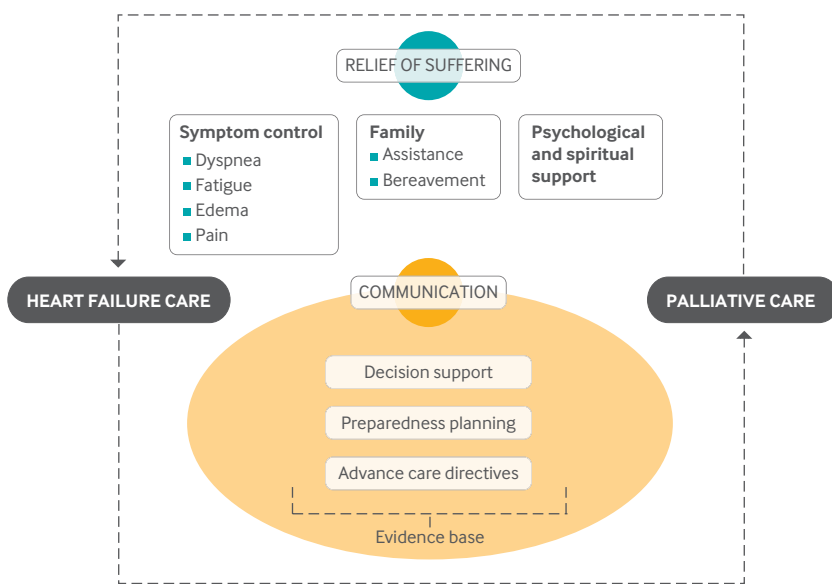 RELIEF OF SUFFERING
Symptom control
Dyspnea
Fatigue
Edema
Pain
Family
Assistance
Bereavement
Psychological
and spiritual
support
HEART FAILURE CARE
COMMUNICATION
PALLIATIVE CARE
Decision support
Preparedness planning
Advance care directives
Evidence base